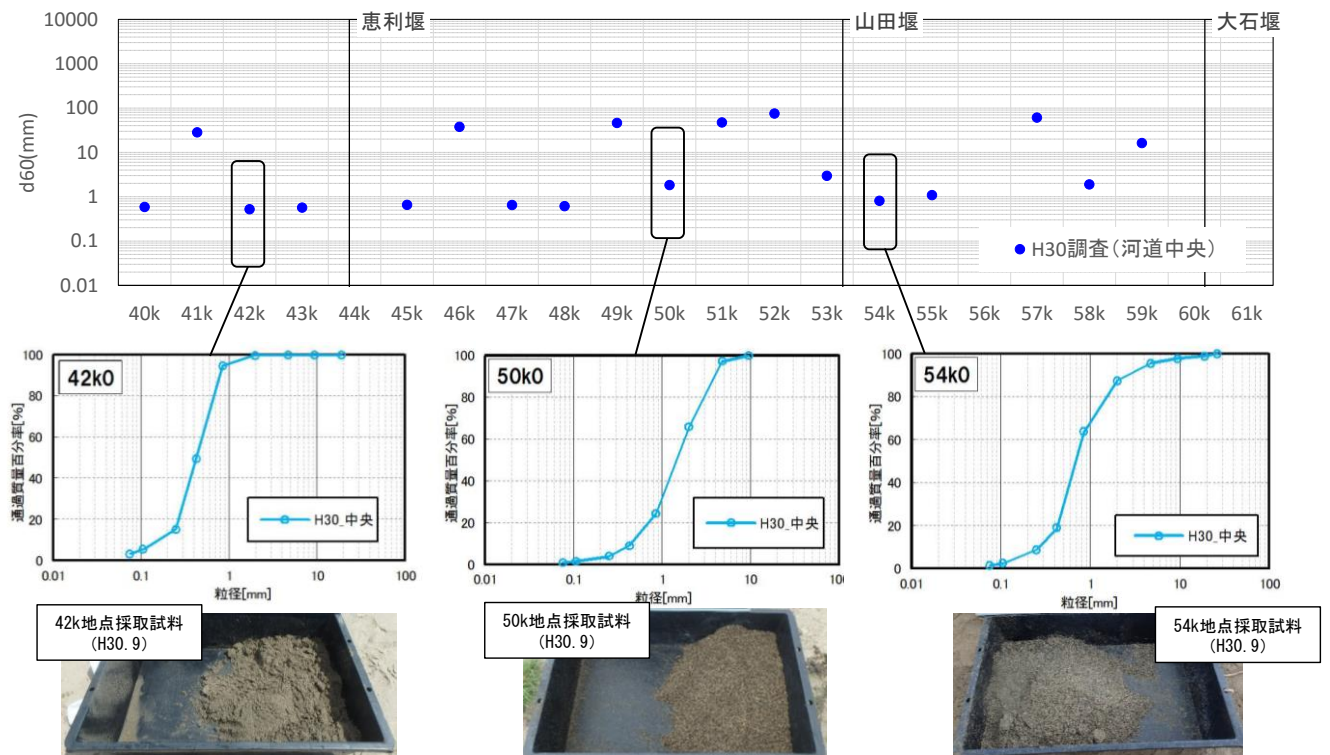 恵利堰
山田堰
大石堰
10000
1000
100
10
1
0.1
0.01
d60(mm)
H30調査(河道中央)
40k 41k 42k 43k 44k 45k 46k 47k 48k 49k 50k 51k 52k 53k 54k 55k 56k 57k 58k 59k 60k 61k
42k0
100
80
60
40
20
0
通過質量百分率[%]
H30_中央
0.01 0.1 1 10 100
粒径[mm]
50k0
100
80
60
40
20
0
通過質量百分率[%]
H30_中央
0.01 0.1 1 10 100
粒径[mm]
54k0
100
80
60
40
20
0
通過質量百分率[%]
H30_中央
0.01 0.1 1 10 100
粒径[mm]
42k地点採取試料
(H30.9)
50k地点採取試料
(H30.9)
54k地点採取試料
(H30.9)